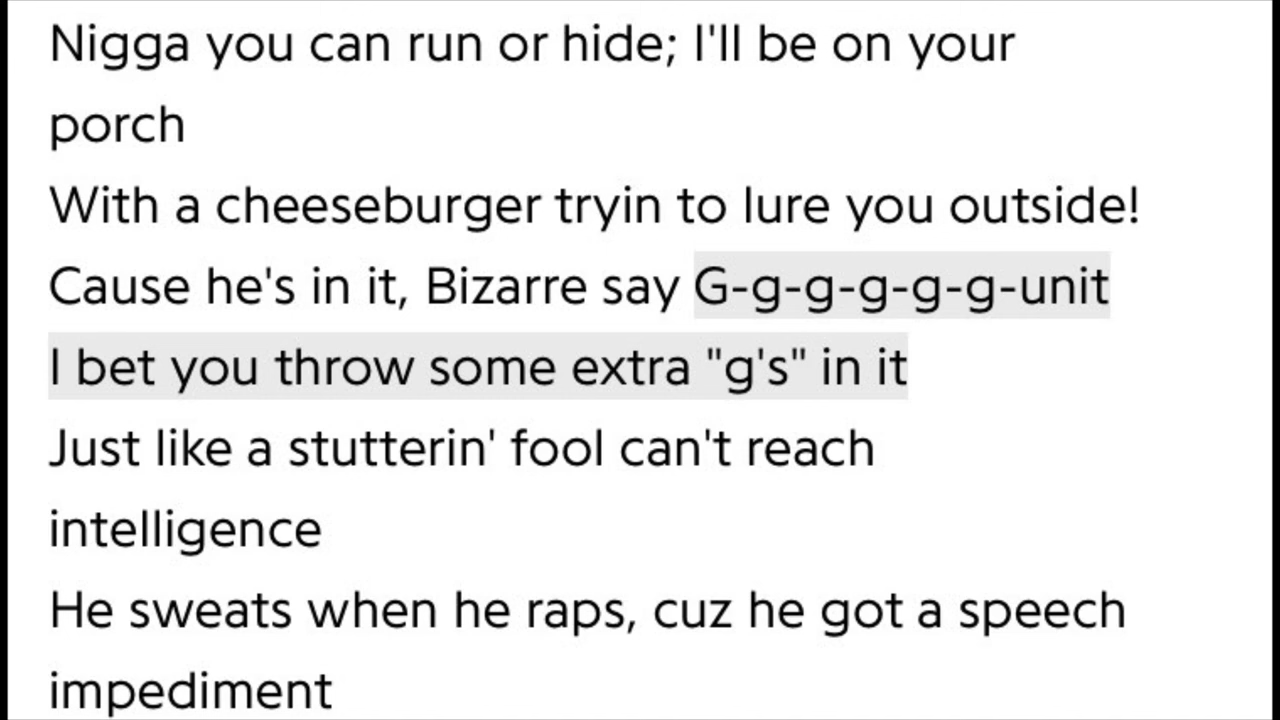 Nigga you can run or hide; I'll be on your
porch
With a cheeseburger tryin to lure you outside!
Cause he's in it, Bizarre say G-g-g-g-g-g-unit
I bet you throw some extra "g's" in it
Just like a stutterin' fool can't reach
intelligence
He sweats when he raps, cuz he got a speech
impediment